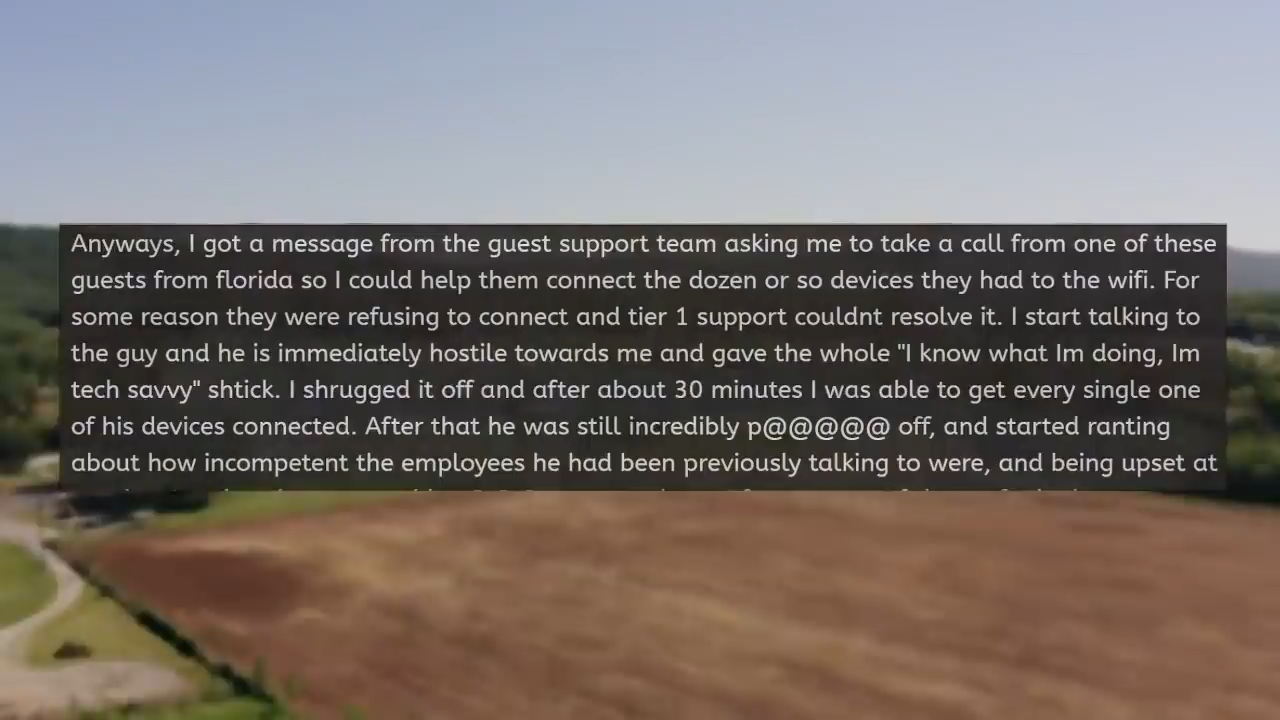 Anyways, I got a message from the guest support team asking me to take a call from one of these
guests from florida so I could help them connect the dozen or so devices they had to the wifi. For
some reason they were refusing to connect and tier 1 support couldnt resolve it. I start talking to
the guy and he is immediately hostile towards me and gave the whole "I know what Im doing, Im
tech savvy" shtick. I shrugged it off and after about 30 minutes I was able to get every single one
of his devices connected. After that he was still incredibly p@@@@@ off, and started ranting
about how incompetent the employees he had been previously talking to were, and being upset at